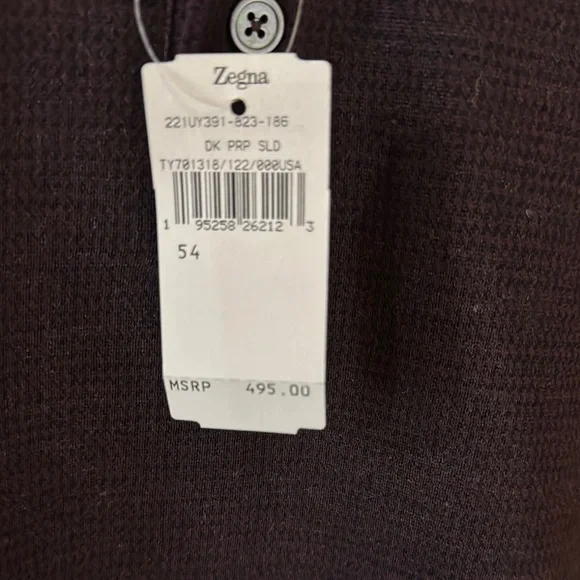 Zegna
221UY391-823-186
DK PRP SLD
TY701318/122/000USA
1 95258 26212 3
54
MSRP 495.00